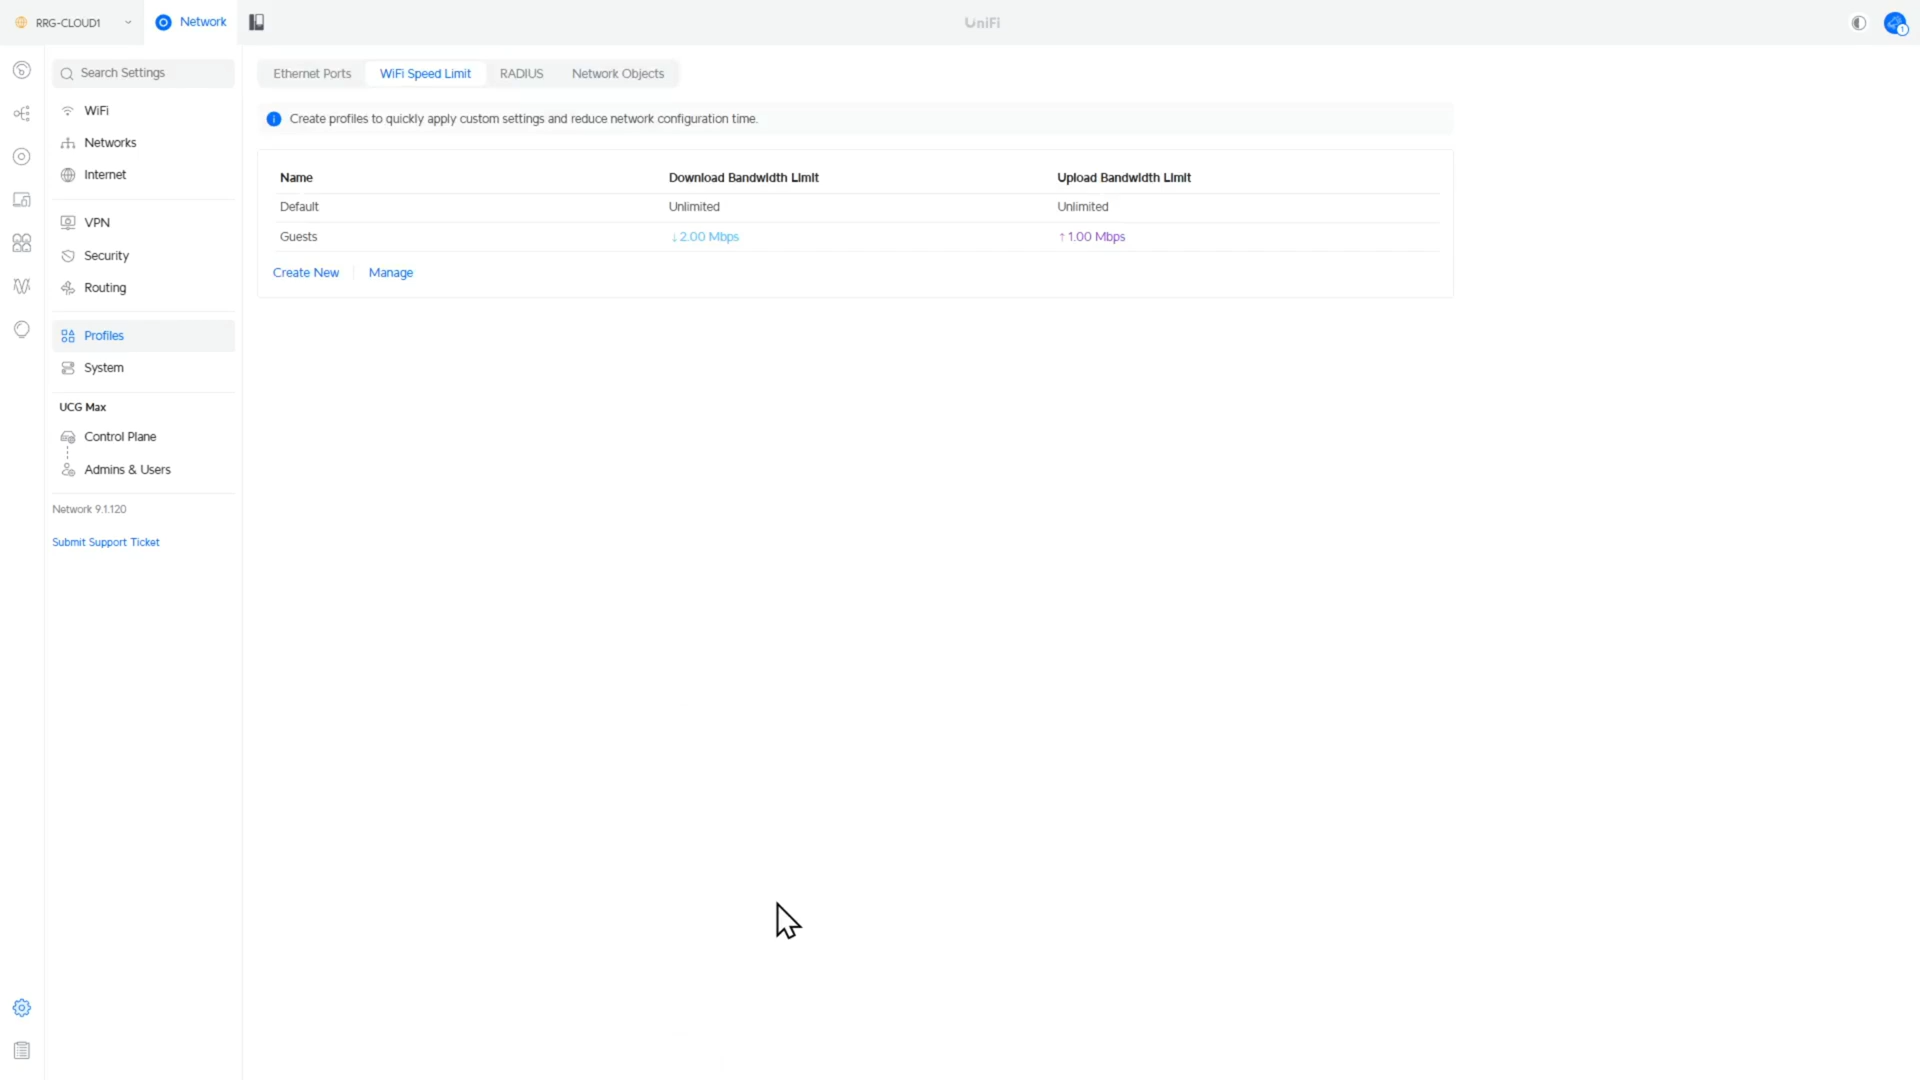 RRG-CLOUD1
Network
UniFi
Search Settings
WiFi
Networks
Internet
VPN
Security
Routing
Profiles
System
UCG Max
Control Plane
Admins & Users
Network 9.1.120
Submit Support Ticket
Ethernet Ports WiFi Speed Limit RADIUS Network Objects
Create profiles to quickly apply custom settings and reduce network configuration time.
Name Download Bandwidth Limit Upload Bandwidth Limit
Default Unlimited Unlimited
Guests ↓2.00 Mbps ↑1.00 Mbps
Create New Manage